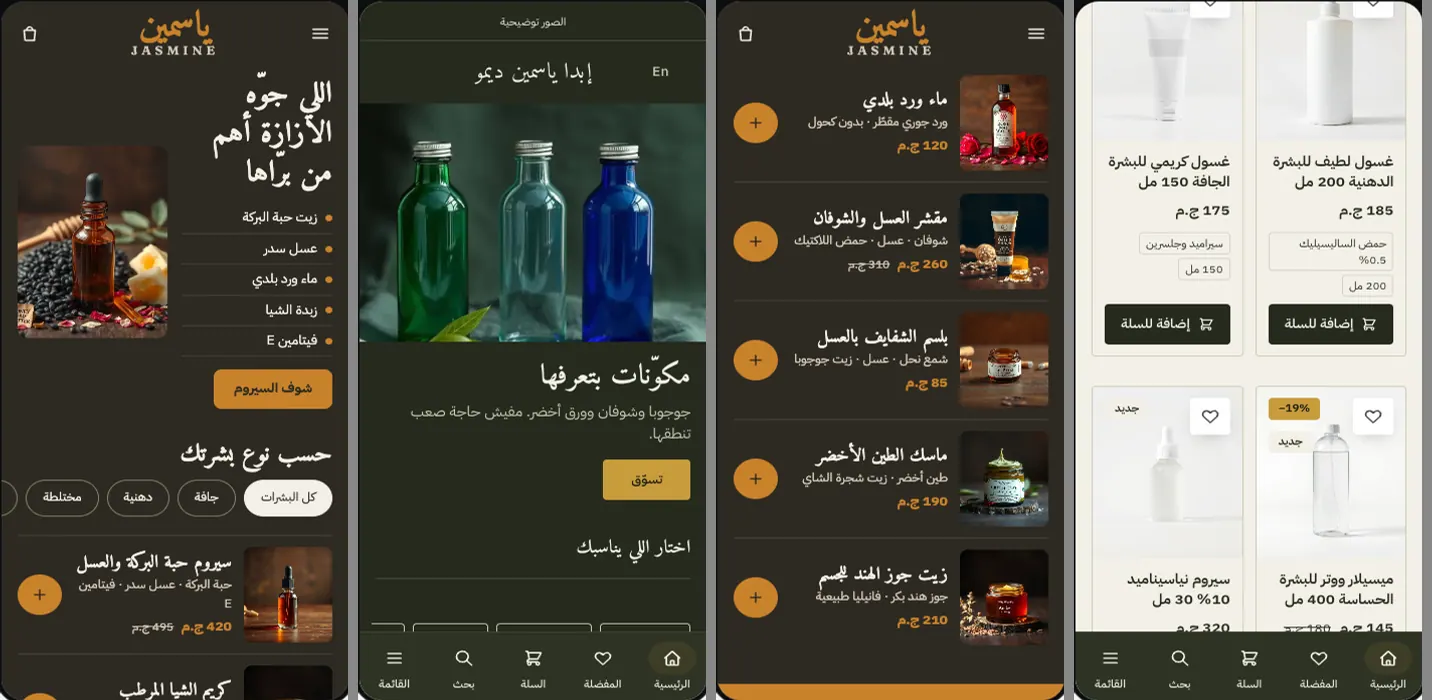 ياسمين
JASMINE
اللي جوّه
الازازة أهم
من برّاها
زيت حبة البركة
عسل سدر
ماء ورد بلدي
زبدة الشيا
فيتامين E
شوف السيروم
حسب نوع بشرتك
كل البشرات
جافة
دهنية
مختلطة
سيروم حبة البركة والعسل
حبة البركة · عسل سدر · فيتامين
E
420 ج.م 495 ج.م
كريم الشيا المرطب
الصور توضيحية
إبدا ياسمين ديمو
En
مكوّنات بتعرفها
جوجوبا وشوفان وورق أخضر. مفيش حاجة صعب
تنطقها.
تسوّق
اختار اللي يناسبك
الرئيسية
المفضلة
السلة
بحث
القائمة
ياسمين
JASMINE
ماء ورد بلدي
ورد جوري مقطّر · بدون كحول
120 ج.م
مقشر العسل والشوفان
شوفان · عسل · حمض اللاكتيك
260 ج.م 310 ج.م
بلسم الشفايف بالعسل
شمع نحل · عسل · زيت جوجوبا
85 ج.م
ماسك الطين الأخضر
طين أخضر · زيت شجرة الشاي
190 ج.م
زيت جوز الهند للجسم
جوز هند بكر · فانيليا طبيعية
210 ج.م
غسول لطيف للبشرة
الدهنية 200 مل
185 ج.م
حمض الساليسيليك
0.5%
200 مل
إضافة للسلة
غسول كريمي للبشرة
الجافة 150 مل
175 ج.م
سيراميد وجلسرين
150 مل
إضافة للسلة
−19%
جديد
ميسيلار ووتر للبشرة
الحساسة 400 مل
145 ج.م 180 ج.م
جديد
سيروم نياسيناميد
10% 30 مل
320 ج.م
الرئيسية
المفضلة
السلة
بحث
القائمة